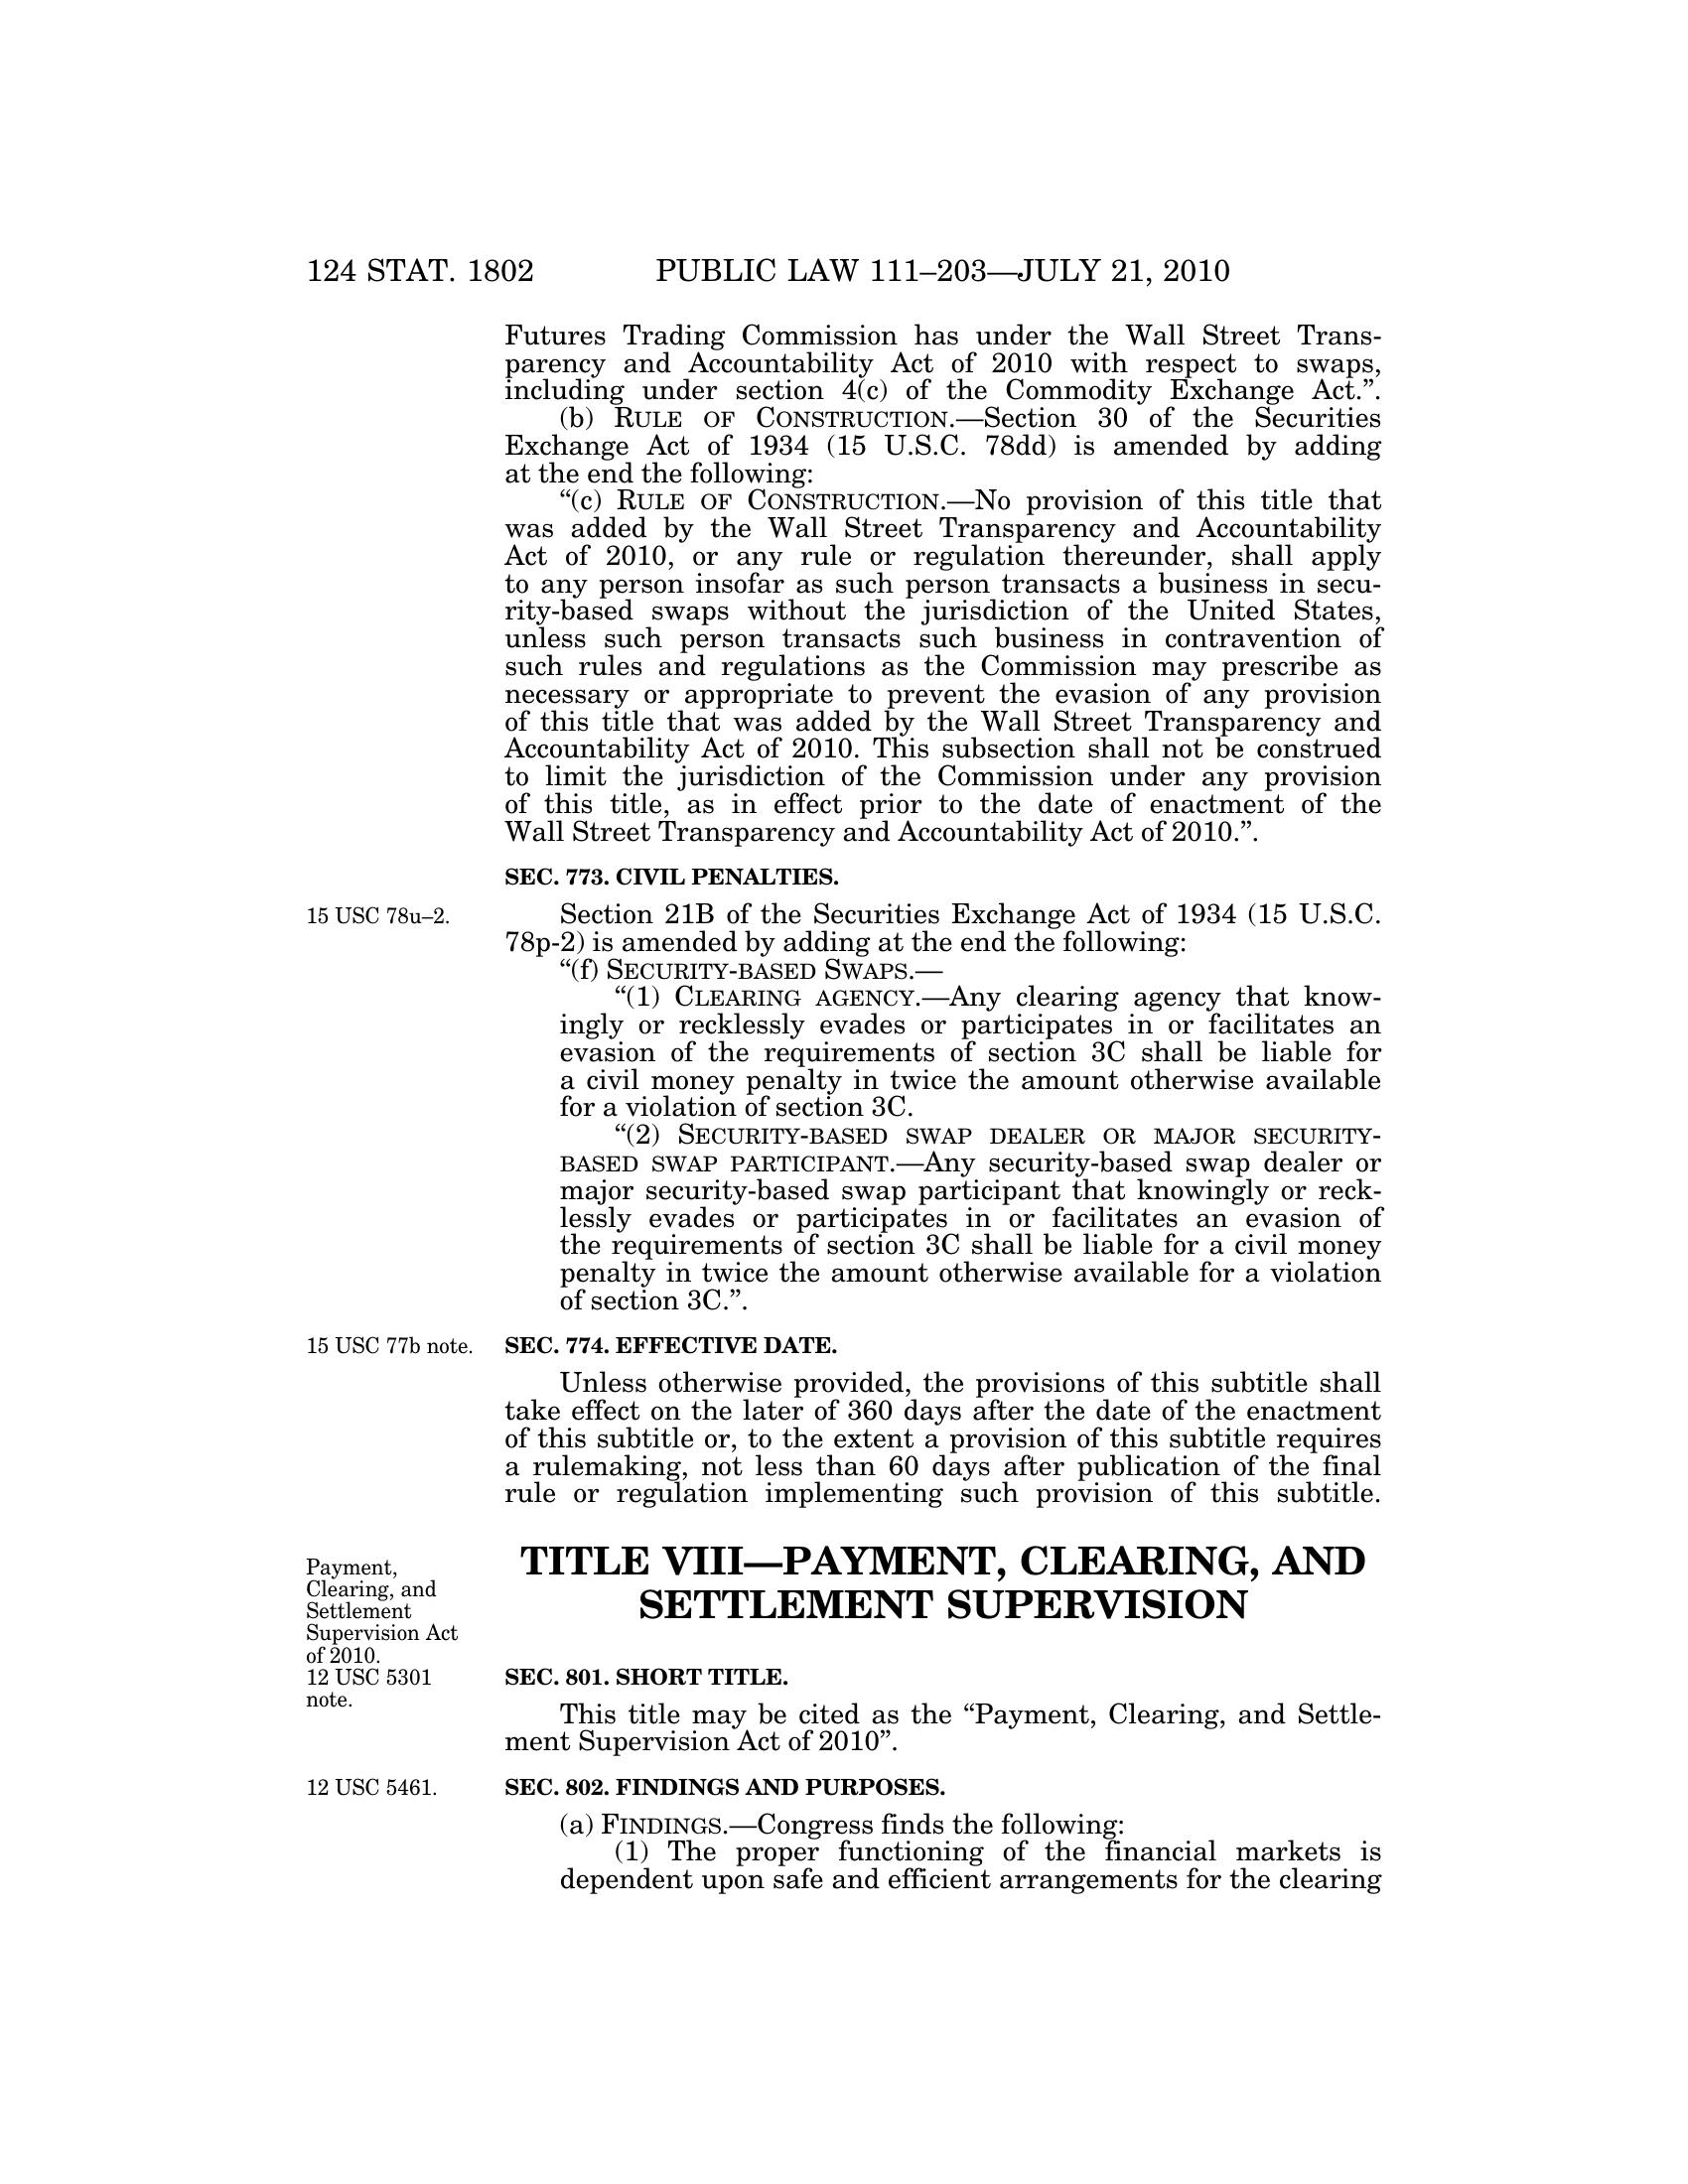 124 STAT. 1802 PUBLIC LAW 111–203—JULY 21, 2010
Futures Trading Commission has under the Wall Street Trans-
parency and Accountability Act of 2010 with respect to swaps,
including under section 4(c) of the Commodity Exchange Act.”.
(b) RULE OF CONSTRUCTION.—Section 30 of the Securities
Exchange Act of 1934 (15 U.S.C. 78dd) is amended by adding
at the end the following:
“(c) RULE OF CONSTRUCTION.—No provision of this title that
was added by the Wall Street Transparency and Accountability
Act of 2010, or any rule or regulation thereunder, shall apply
to any person insofar as such person transacts a business in secu-
rity-based swaps without the jurisdiction of the United States,
unless such person transacts such business in contravention of
such rules and regulations as the Commission may prescribe as
necessary or appropriate to prevent the evasion of any provision
of this title that was added by the Wall Street Transparency and
Accountability Act of 2010. This subsection shall not be construed
to limit the jurisdiction of the Commission under any provision
of this title, as in effect prior to the date of enactment of the
Wall Street Transparency and Accountability Act of 2010.”.
SEC. 773. CIVIL PENALTIES.
15 USC 78u–2.
Section 21B of the Securities Exchange Act of 1934 (15 U.S.C.
78p-2) is amended by adding at the end the following:
“(f) SECURITY-BASED SWAPS.—
“(1) CLEARING AGENCY.—Any clearing agency that know-
ingly or recklessly evades or participates in or facilitates an
evasion of the requirements of section 3C shall be liable for
a civil money penalty in twice the amount otherwise available
for a violation of section 3C.
“(2) SECURITY-BASED SWAP DEALER OR MAJOR SECURITY-
BASED SWAP PARTICIPANT.—Any security-based swap dealer or
major security-based swap participant that knowingly or reck-
lessly evades or participates in or facilitates an evasion of
the requirements of section 3C shall be liable for a civil money
penalty in twice the amount otherwise available for a violation
of section 3C.”.
15 USC 77b note.
SEC. 774. EFFECTIVE DATE.
Unless otherwise provided, the provisions of this subtitle shall
take effect on the later of 360 days after the date of the enactment
of this subtitle or, to the extent a provision of this subtitle requires
a rulemaking, not less than 60 days after publication of the final
rule or regulation implementing such provision of this subtitle.
TITLE VIII—PAYMENT, CLEARING, AND
SETTLEMENT SUPERVISION
Payment,
Clearing, and
Settlement
Supervision Act
of 2010.
12 USC 5301
note.
SEC. 801. SHORT TITLE.
This title may be cited as the “Payment, Clearing, and Settle-
ment Supervision Act of 2010”.
12 USC 5461.
SEC. 802. FINDINGS AND PURPOSES.
(a) FINDINGS.—Congress finds the following:
(1) The proper functioning of the financial markets is
dependent upon safe and efficient arrangements for the clearing